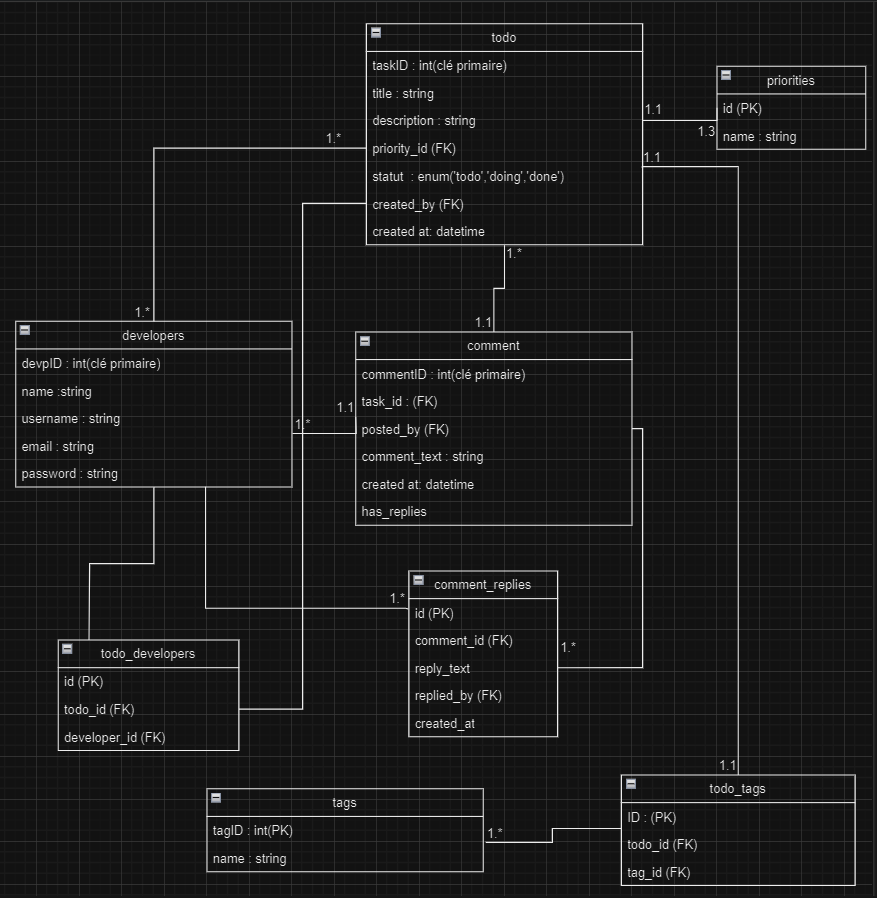 todo
taskID : int(clé primaire)
title : string
description : string
priority_id (FK)
statut  : enum('todo','doing','done')
created_by (FK)
created at: datetime
priorities
id (PK)
name : string
1.1
1.3
1.1
1.*
1.*
1.*
1.1
developers
devpID : int(clé primaire)
name :string
username : string
email : string
password : string
1.*
1.1
comment
commentID : int(clé primaire)
task_id : (FK)
posted_by (FK)
comment_text : string
created at: datetime
has_replies
comment_replies
id (PK)
comment_id (FK)
reply_text
replied_by (FK)
created_at
1.*
1.*
todo_developers
id (PK)
todo_id (FK)
developer_id (FK)
1.1
todo_tags
ID : (PK)
todo_id (FK)
tag_id (FK)
tags
tagID : int(PK)
name : string
1.*